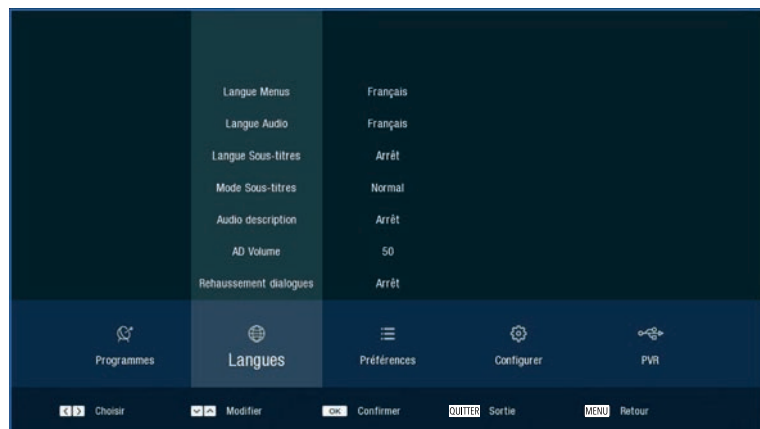 Langue Menus Français
Langue Audio Français
Langue Sous-titres Arrêt
Mode Sous-titres Normal
Audio description Arrêt
AD Volume 50
Rehaussement dialogues Arrêt
Programmes Langues Préférences Configurer PVR
Choisir Modifier OK Confirmer QUITTER Sortie MENU Retour